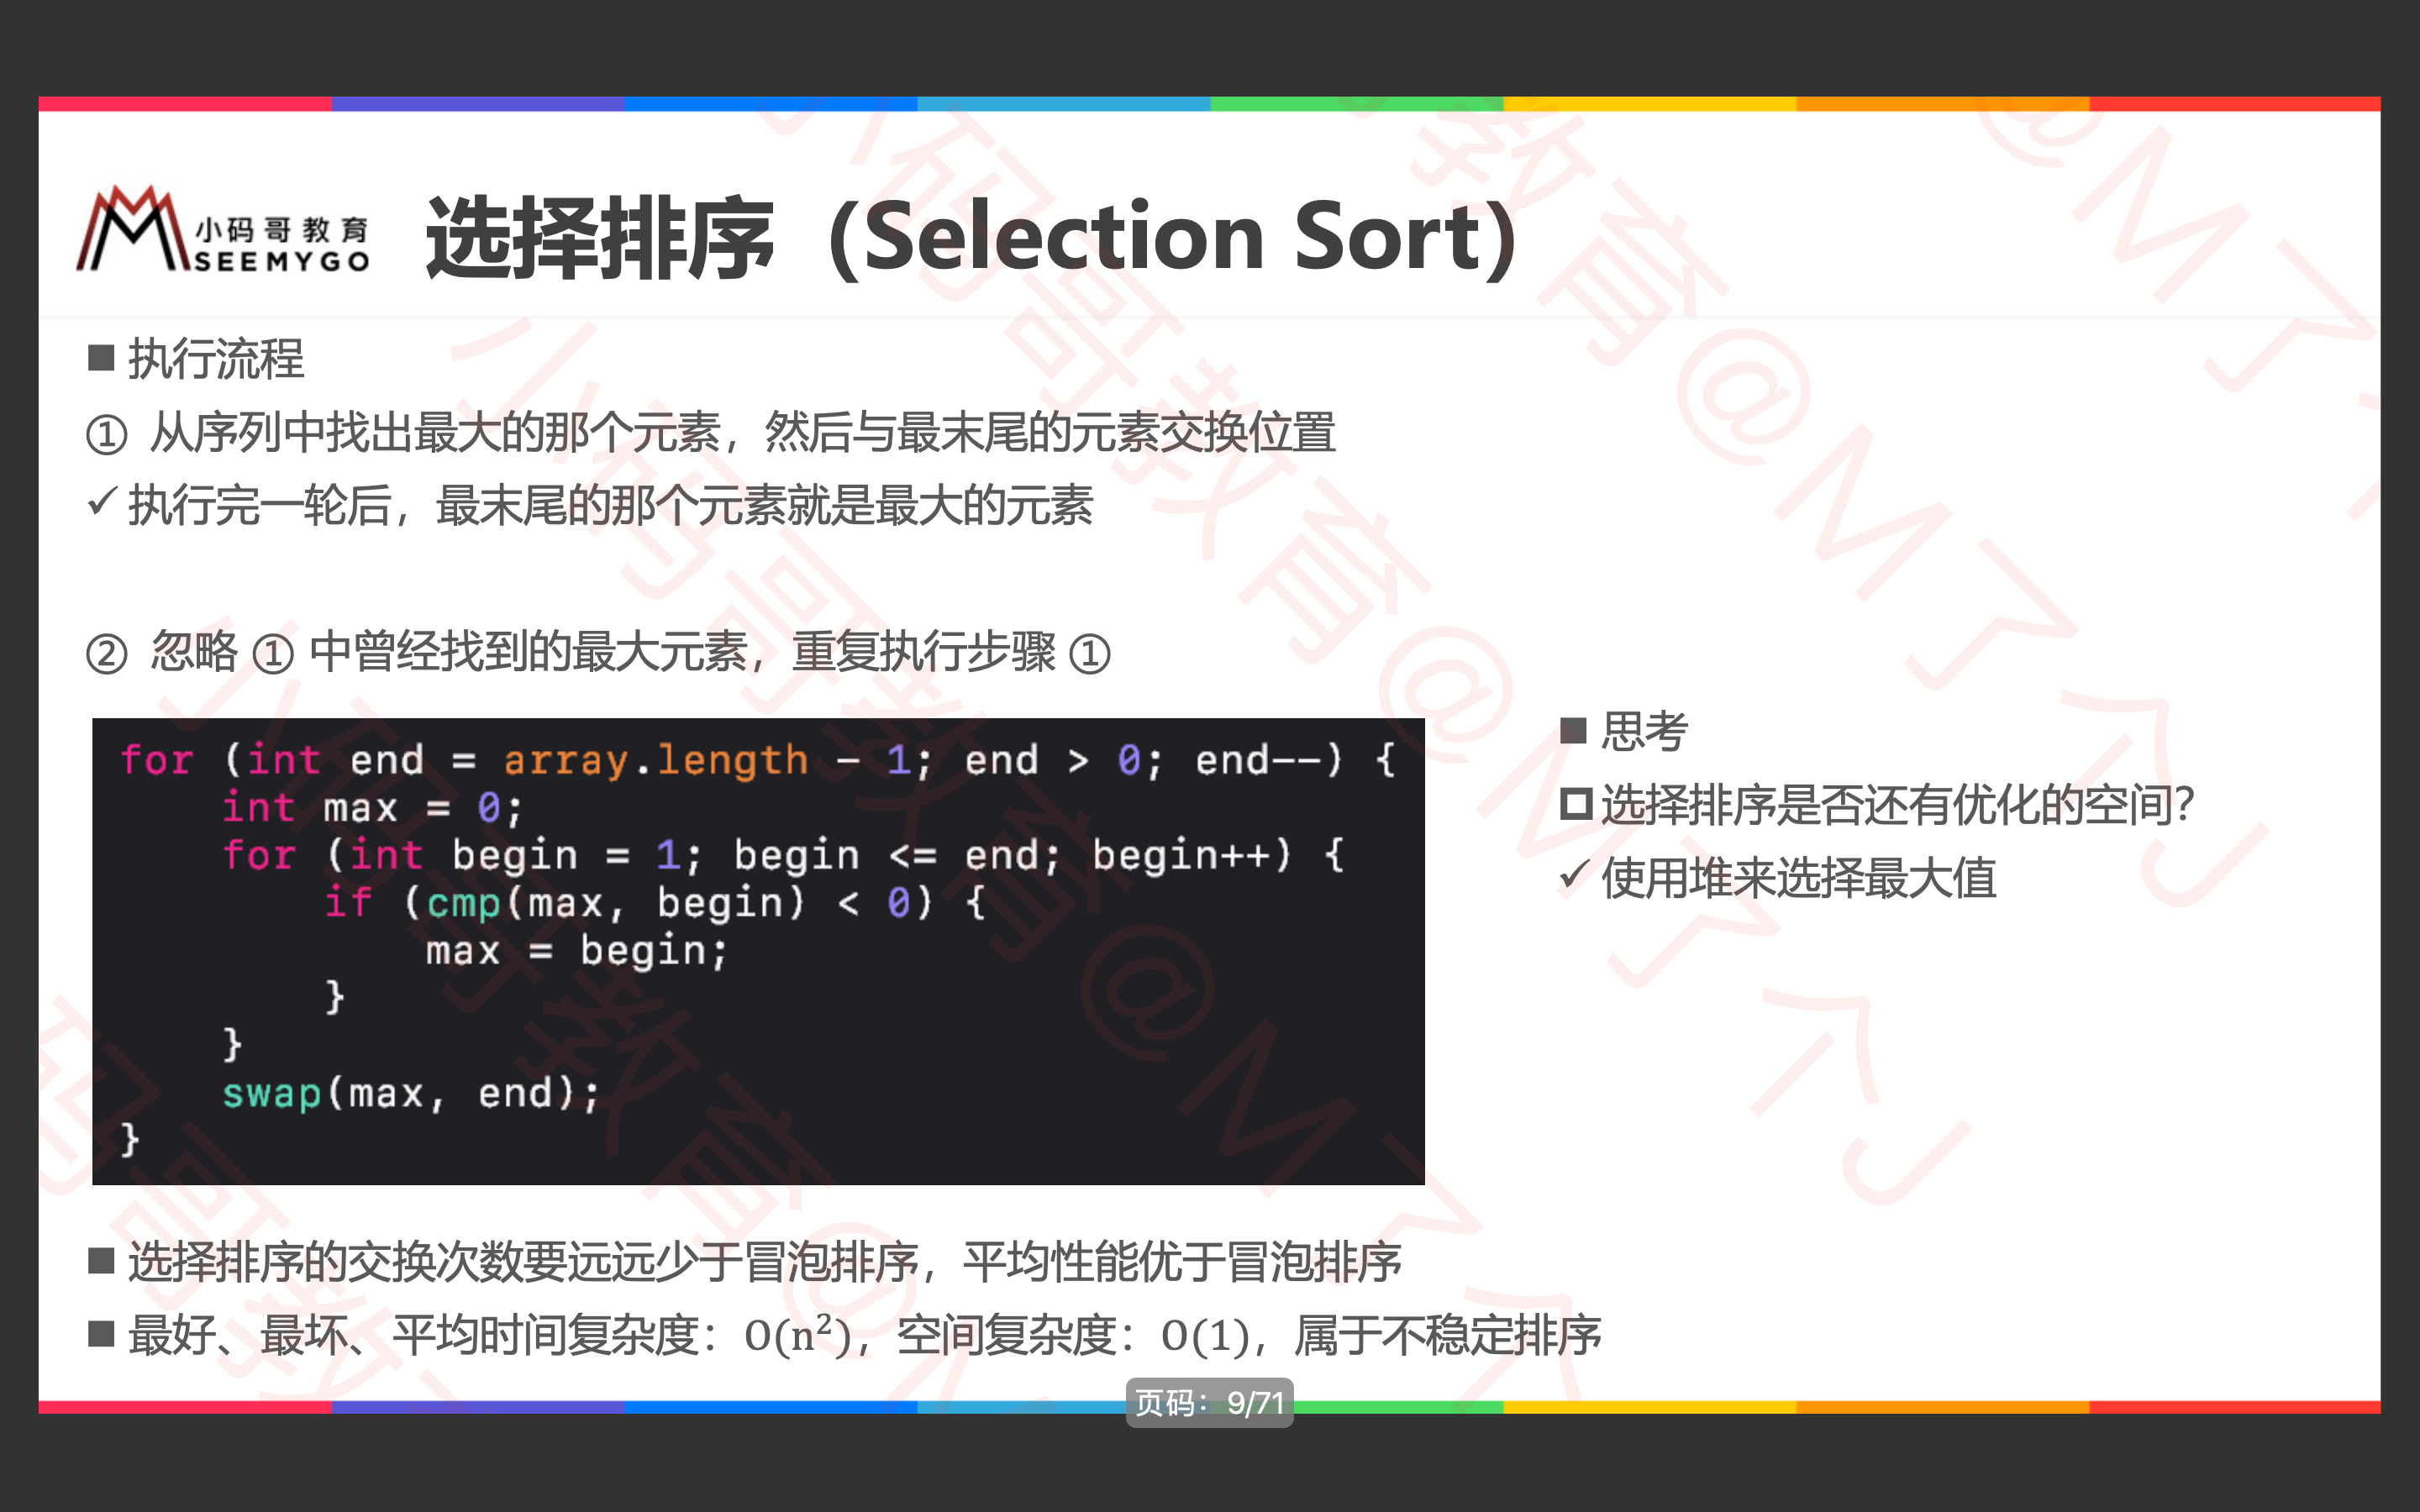 小码哥教育
SEEMYGO
选择排序（Selection Sort）
■ 执行流程
① 从序列中找出最大的那个元素，然后与最末尾的元素交换位置
✓ 执行完一轮后，最末尾的那个元素就是最大的元素
② 忽略 ① 中曾经找到的最大元素，重复执行步骤 ①
for (int end = array.length - 1; end > 0; end--) {
    int max = 0;
    for (int begin = 1; begin <= end; begin++) {
        if (cmp(max, begin) < 0) {
            max = begin;
        }
    }
    swap(max, end);
}
■ 思考
选择排序是否还有优化的空间？
✓ 使用堆来选择最大值
■ 选择排序的交换次数要远远少于冒泡排序，平均性能优于冒泡排序
■ 最好、最坏、平均时间复杂度：O(n²)，空间复杂度：O(1)，属于不稳定排序
页码：9/71
小码哥教育@M了个J